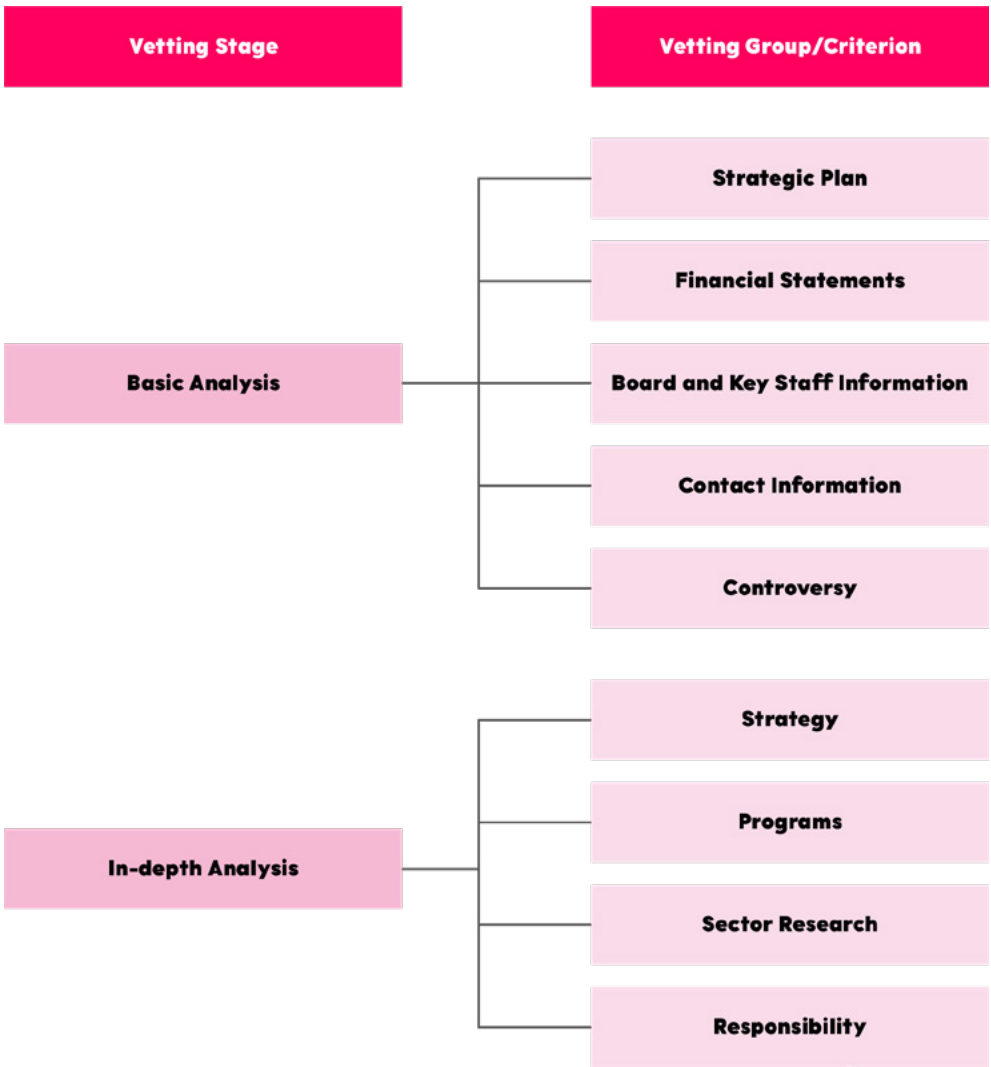 Vetting Stage
Vetting Group/Criterion
Strategic Plan
Financial Statements
Basic Analysis
Board and Key Staff Information
Contact Information
Controversy
Strategy
Programs
In-depth Analysis
Sector Research
Responsibility